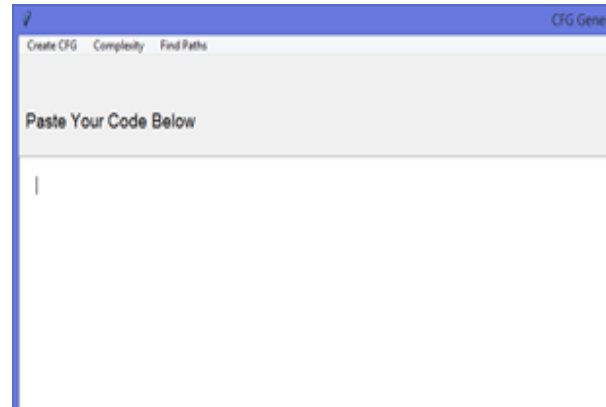 CFG Gene
Create CFG Complexity Find Paths
Paste Your Code Below